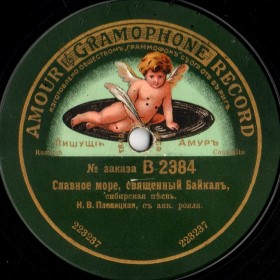 AMOUR GRAMOPHONE RECORD
ПИШУЩІЙ АМУРЪ
№ заказа В-2384
Славное море, священный Байкалъ,
сибирская пѣснь.
Н. В. Плевицкая, съ акк. рояля.
223237 223237